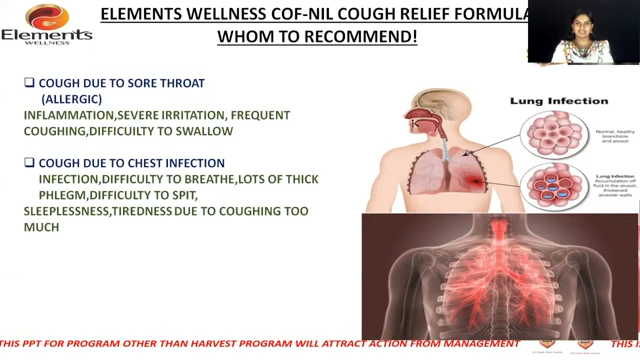 Elements
WELLNESS
ELEMENTS WELLNESS COF-NIL COUGH RELIEF FORMULA
WHOM TO RECOMMEND!
COUGH DUE TO SORE THROAT
(ALLERGIC)
INFLAMMATION,SEVERE IRRITATION, FREQUENT
COUGHING,DIFFICUILTY TO SWALLOW
COUGH DUE TO CHEST INFECTION
INFECTION,DIFFICULTY TO BREATHE,LOTS OF THICK
PHLEGM,DIFFICULTY TO SPIT,
SLEEPLESSNESS,TIREDNESS DUE TO COUGHING TOO
MUCH
Lung Infection
Normal, healthy
bronchiole and
alveoli
Lung Infection
Accumulation of
fluid in the alveoli,
thickened
alveolar walls
THIS PPT FOR PROGRAM OTHER THAN HARVEST PROGRAM WILL ATTRACT ACTION FROM MANAGEMENT